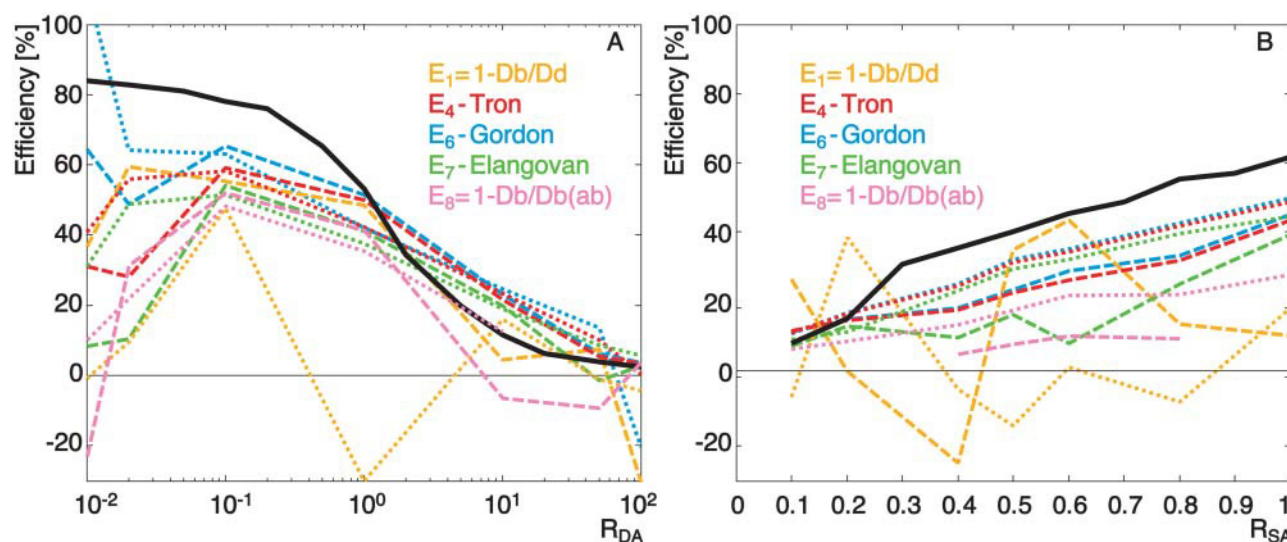 A
Efficiency [%]
100
80
60
40
20
0
-20
E₁=1-Db/Dd
E₄-Tron
E₆-Gordon
E₇-Elangovan
E₈=1-Db/Db(ab)
10⁻² 10⁻¹ 10⁰ 10¹ 10²
R_DA
B
Efficiency [%]
100
80
60
40
20
0
-20
E₁=1-Db/Dd
E₄-Tron
E₆-Gordon
E₇-Elangovan
E₈=1-Db/Db(ab)
0 0.1 0.2 0.3 0.4 0.5 0.6 0.7 0.8 0.9 1
R_SA